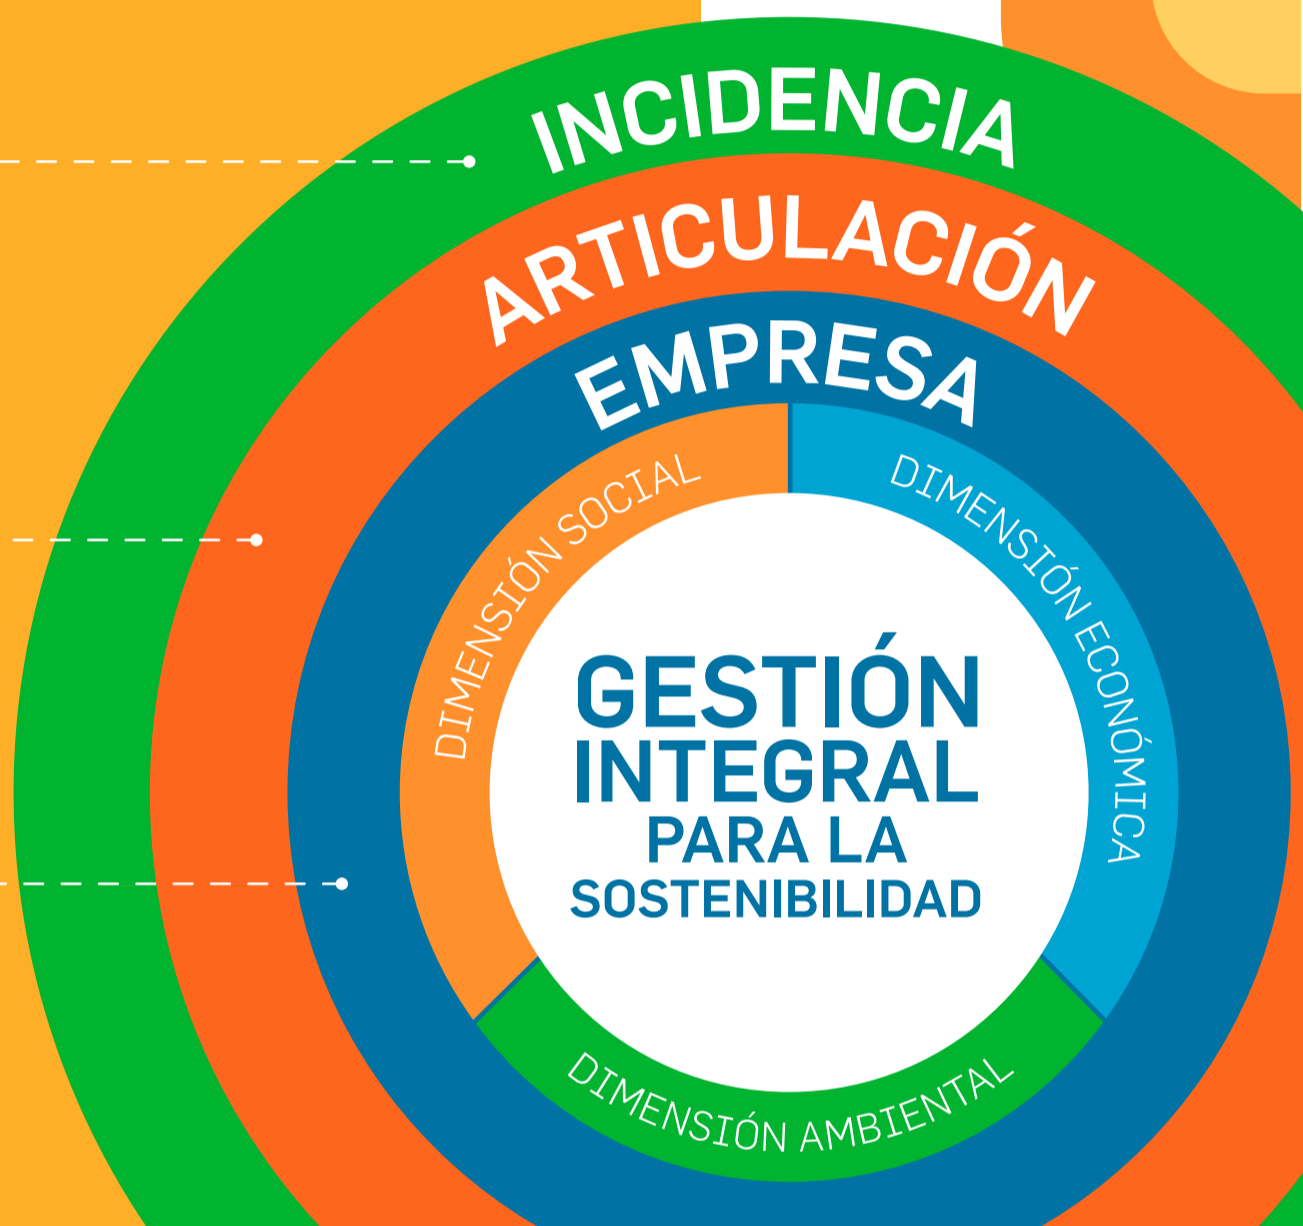 INCIDENCIA
ARTICULACIÓN
EMPRESA
DIMENSIÓN SOCIAL
DIMENSIÓN ECONÓMICA
GESTIÓN
INTEGRAL
PARA LA
SOSTENIBILIDAD
DIMENSIÓN AMBIENTAL